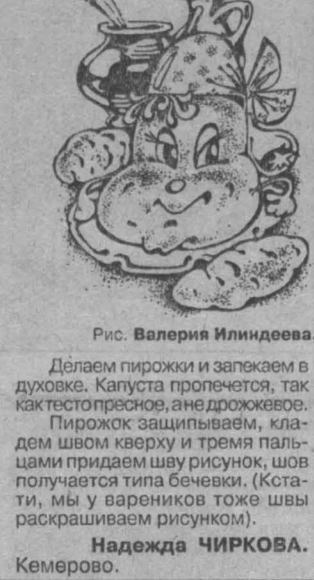 Рис. Валерия Илиндеева.
Делаем пирожки и запекаем в
духовке. Капуста пропечется, так
как тесто пресное, а не дрожжевое.
Пирожок защипываем, кла-
дем швом кверху и тремя паль-
цами придаем шву рисунок, шов
получается типа бечевки. (Кста-
ти, мы у вареников тоже швы
раскрашиваем рисунком).
Надежда ЧИРКОВА.
Кемерово.